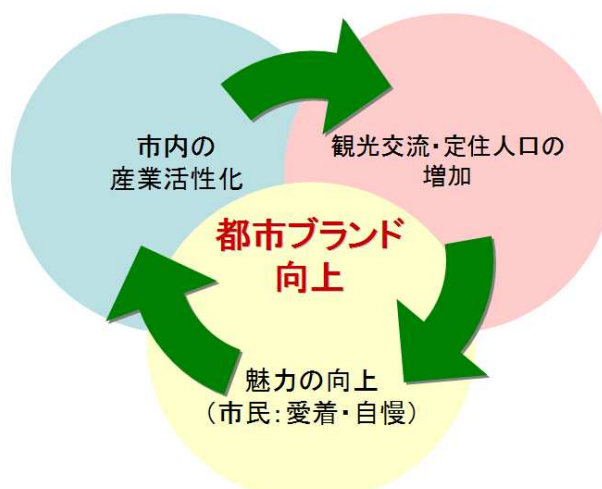 市内の
産業活性化
観光交流・定住人口の
増加
都市ブランド
向上
魅力の向上
（市民：愛着・自慢）